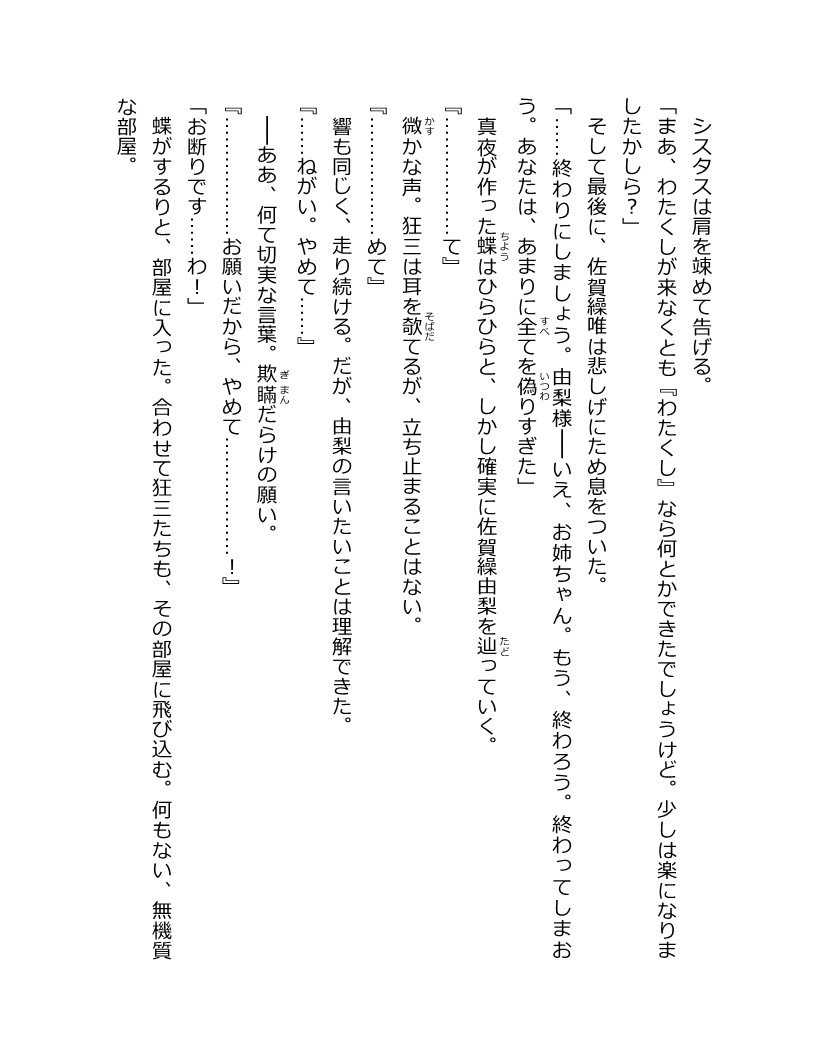 シスタスは肩を竦めて告げる。
「まあ、わたくしが来なくとも『わたくし』なら何とかできたでしょうけど。少しは楽になりま
したかしら?」
そして最後に、佐賀繰唯は悲しげにため息をついた。
「……終わりにしましょう。由梨様――いえ、お姉ちゃん。もう、終わろう。終わってしまお
う。あなたは、あまりに全てを偽りすぎた」
真夜が作った蝶はひらひらと、しかし確実に佐賀繰由梨を辿っていく。
『………………て』
微かな声。狂三は耳を欹てるが、立ち止まることはない。
『………………めて』
響も同じく、走り続ける。だが、由梨の言いたいことは理解できた。
『……ねがい。やめて……』
――ああ、何て切実な言葉。欺瞞だらけの願い。
『………………お願いだから、やめて………………!』
「お断りです……わ!」
蝶がするりと、部屋に入った。合わせて狂三たちも、その部屋に飛び込む。何もない、無機質
な部屋。